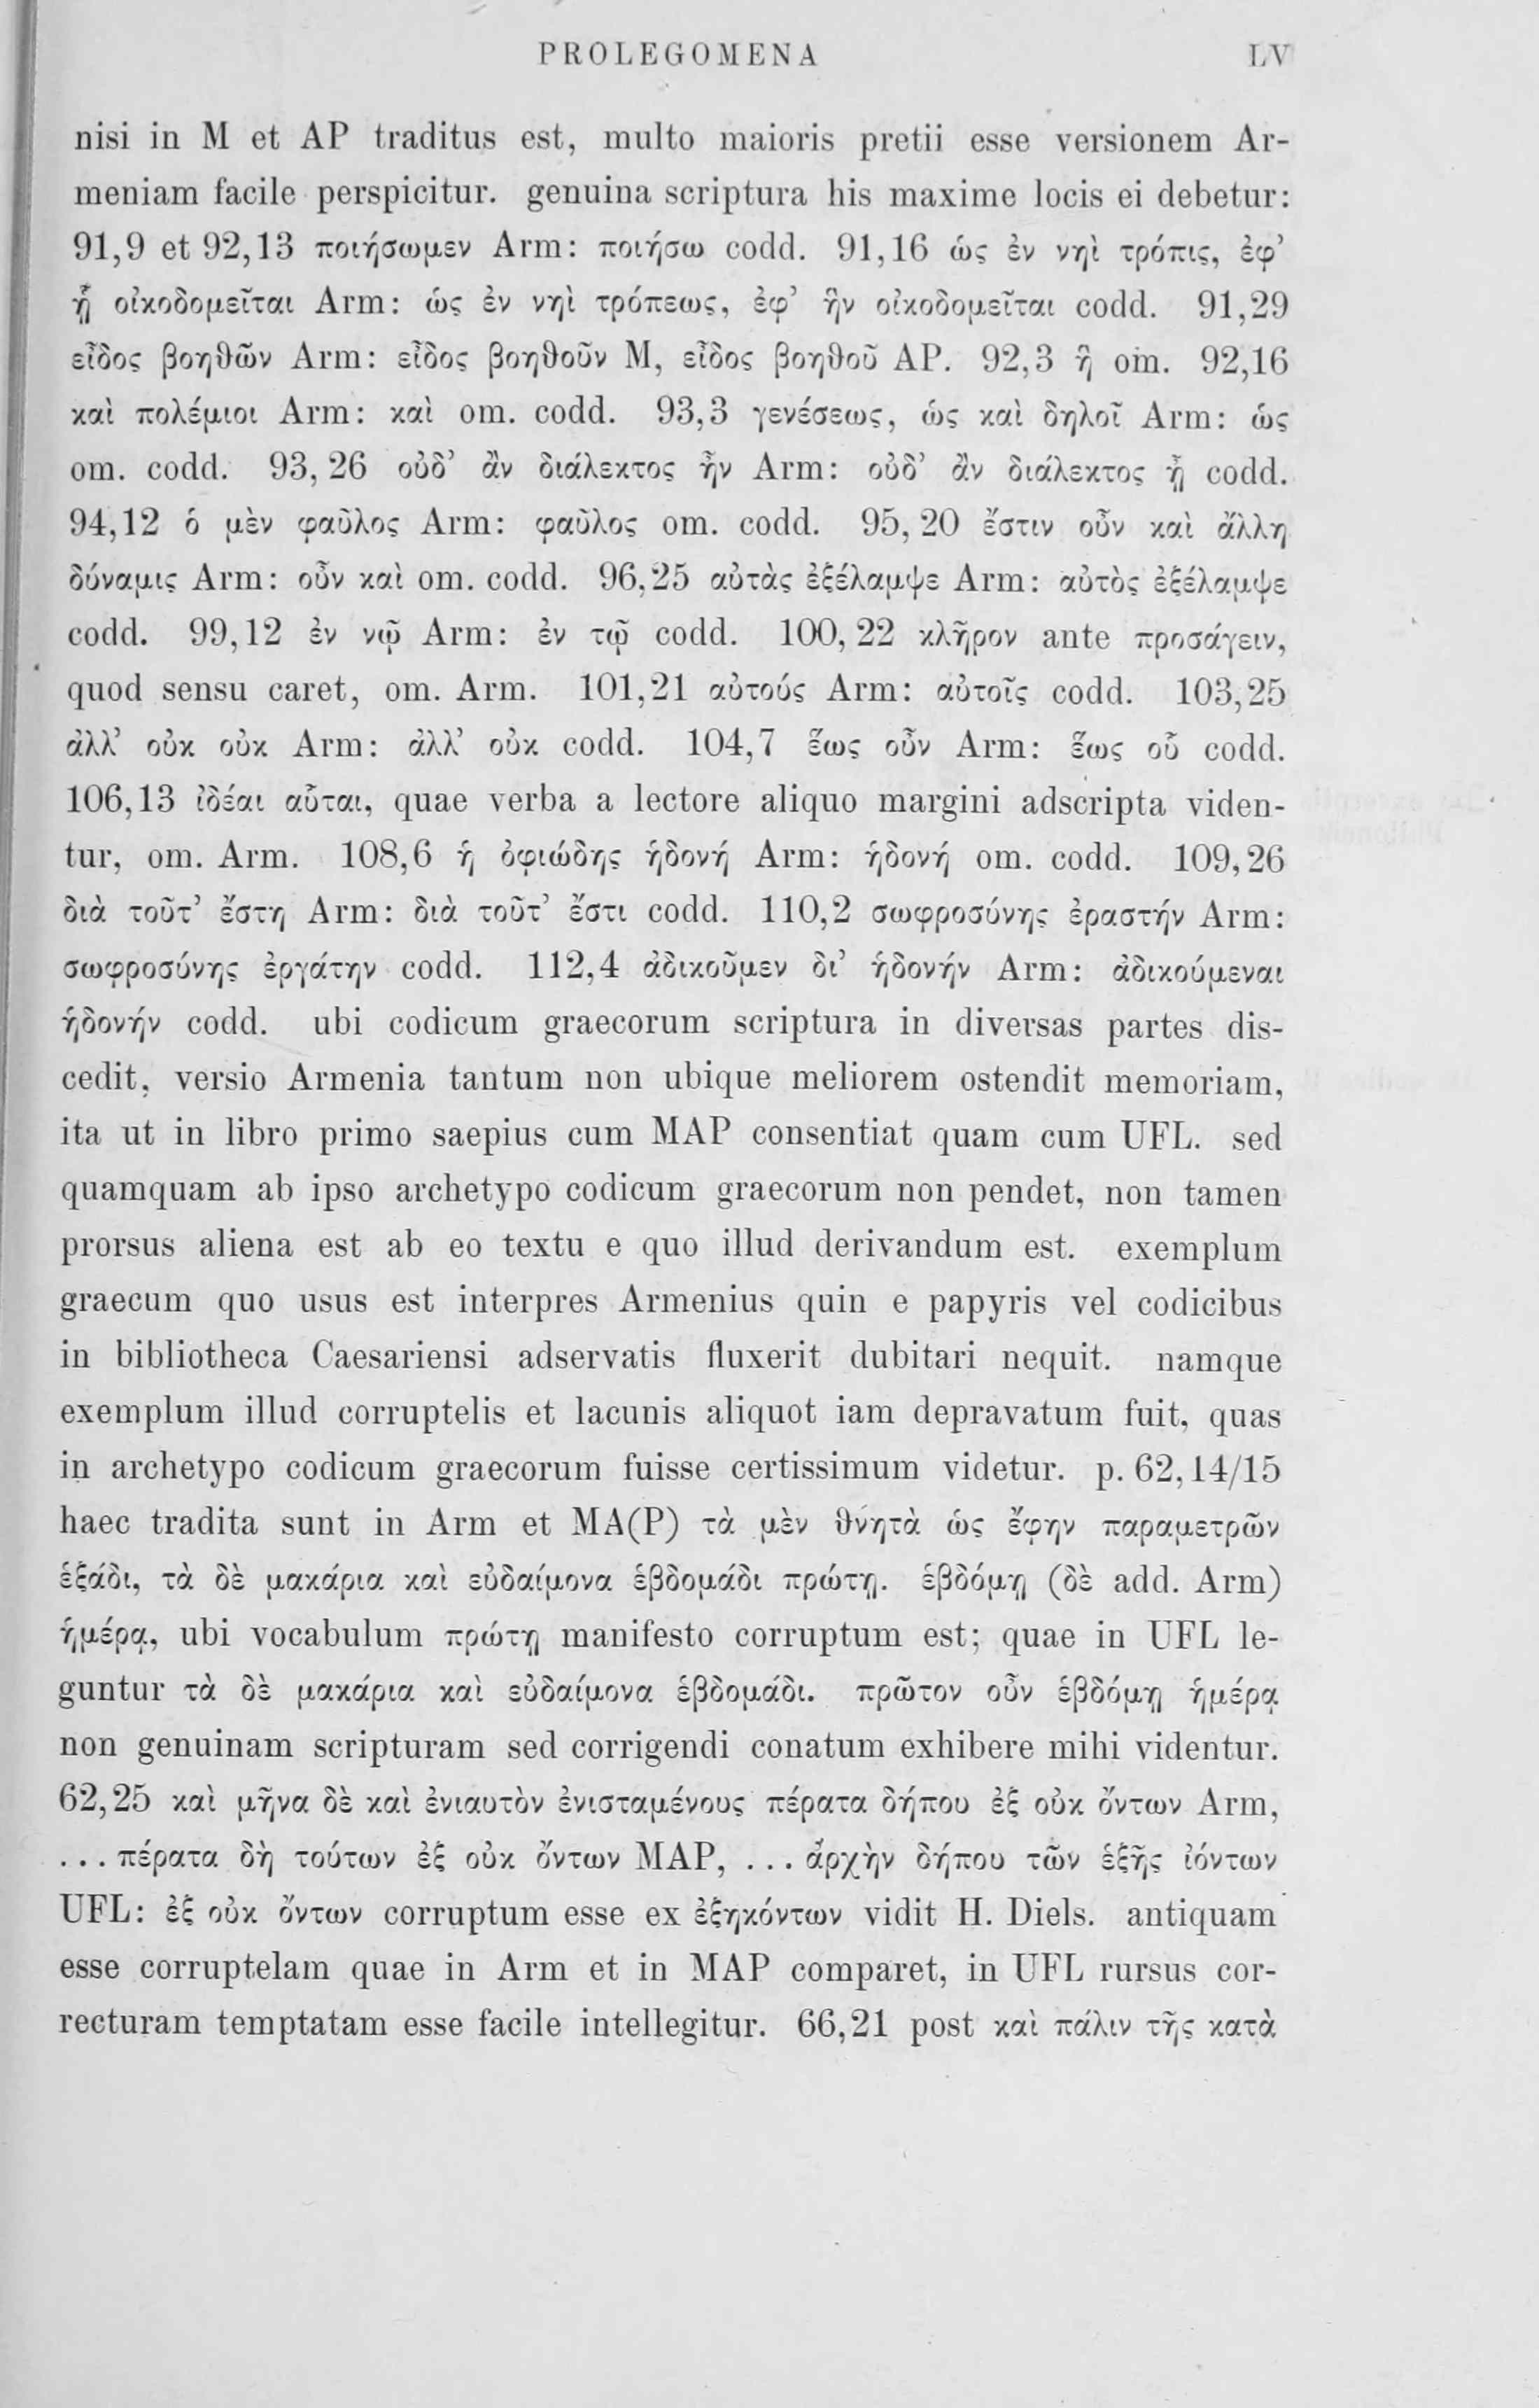 PROLEGOMENA LV
nisi in M et AP traditus est, multo maioris pretii esse versionem Ar-
meniam facile perspicitur. genuina scriptura his maxime locis ei debetur:
91,9 et 92,13 ποιήσωμεν Arm: ποιήσω codd. 91,16 ὡς ἐν νηὶ τρόπις, ἐφ’
ᾗ οἰκοδομεῖται Arm: ὡς ἐν νηὶ τρόπεως, ἐφ’ ἣν οἰκοδομεῖται codd. 91,29
εἶδος βοηθῶν Arm: εἶδος βοηθοῦν M, εἶδος βοηθοῦ AP. 92,3 ἢ om. 92,16
καὶ πολέμιοι Arm: καὶ om. codd. 93,3 γενέσεως, ὡς καὶ δηλοῖ Arm: ὡς
om. codd. 93,26 οὐδ’ ἂν διάλεκτος ἦν Arm: οὐδ’ ἂν διάλεκτος ᾖ codd.
94,12 ὁ μὲν φαῦλος Arm: φαῦλος om. codd. 95,20 ἔστιν οὖν καὶ ἄλλη
δύναμις Arm: οὖν καὶ om. codd. 96,25 αὐτὰς ἐξέλαμψε Arm: αὐτὸς ἐξέλαμψε
codd. 99,12 ἐν νῷ Arm: ἐν τῷ codd. 100,22 κλῆρον ante προσάγειν,
quod sensu caret, om. Arm. 101,21 αὐτούς Arm: αὐτοῖς codd. 103,25
ἀλλ’ οὐκ οὐκ Arm: ἀλλ’ οὐκ codd. 104,7 ἕως οὖν Arm: ἕως οὗ codd.
106,13 ἰδέαι αὗται, quae verba a lectore aliquo margini adscripta viden-
tur, om. Arm. 108,6 ἡ ὀφιώδης ἡδονή Arm: ἡδονή om. codd. 109,26
διὰ τοῦτ’ ἔστη Arm: διὰ τοῦτ’ ἔστι codd. 110,2 σωφροσύνης ἐραστήν Arm:
σωφροσύνης ἐργάτην codd. 112,4 ἀδικοῦμεν δι’ ἡδονήν Arm: ἀδικούμεναι
ἡδονήν codd. ubi codicum graecorum scriptura in diversas partes dis-
cedit, versio Armenia tantum non ubique meliorem ostendit memoriam,
ita ut in libro primo saepius cum MAP consentiat quam cum UFL. sed
quamquam ab ipso archetypo codicum graecorum non pendet, non tamen
prorsus aliena est ab eo textu e quo illud derivandum est. exemplum
graecum quo usus est interpres Armenius quin e papyris vel codicibus
in bibliotheca Caesariensi adservatis fluxerit dubitari nequit. namque
exemplum illud corruptelis et lacunis aliquot iam depravatum fuit, quas
in archetypo codicum graecorum fuisse certissimum videtur. p. 62,14/15
haec tradita sunt in Arm et MA(P) τὰ μὲν θνητὰ ὡς ἔφην παραμετρῶν
ἑξάδι, τὰ δὲ μακάρια καὶ εὐδαίμονα ἑβδομάδι πρώτῃ. ἑβδόμῃ (δὲ add. Arm)
ἡμέρᾳ, ubi vocabulum πρώτῃ manifesto corruptum est; quae in UFL le-
guntur τὰ δὲ μακάρια καὶ εὐδαίμονα ἑβδομάδι. πρῶτον οὖν ἑβδόμῃ ἡμέρᾳ
non genuinam scripturam sed corrigendi conatum exhibere mihi videntur.
62,25 καὶ μῆνα δὲ καὶ ἐνιαυτὸν ἐνισταμένους πέρατα δήπου ἐξ οὐκ ὄντων Arm,
... πέρατα δὴ τούτων ἐξ οὐκ ὄντων MAP, ... ἀρχὴν δήπου τῶν ἑξῆς ἰόντων
UFL: ἐξ οὐκ ὄντων corruptum esse ex ἐξηκόντων vidit H. Diels. antiquam
esse corruptelam quae in Arm et in MAP comparet, in UFL rursus cor-
recturam temptatam esse facile intellegitur. 66,21 post καὶ πάλιν τῆς κατὰ